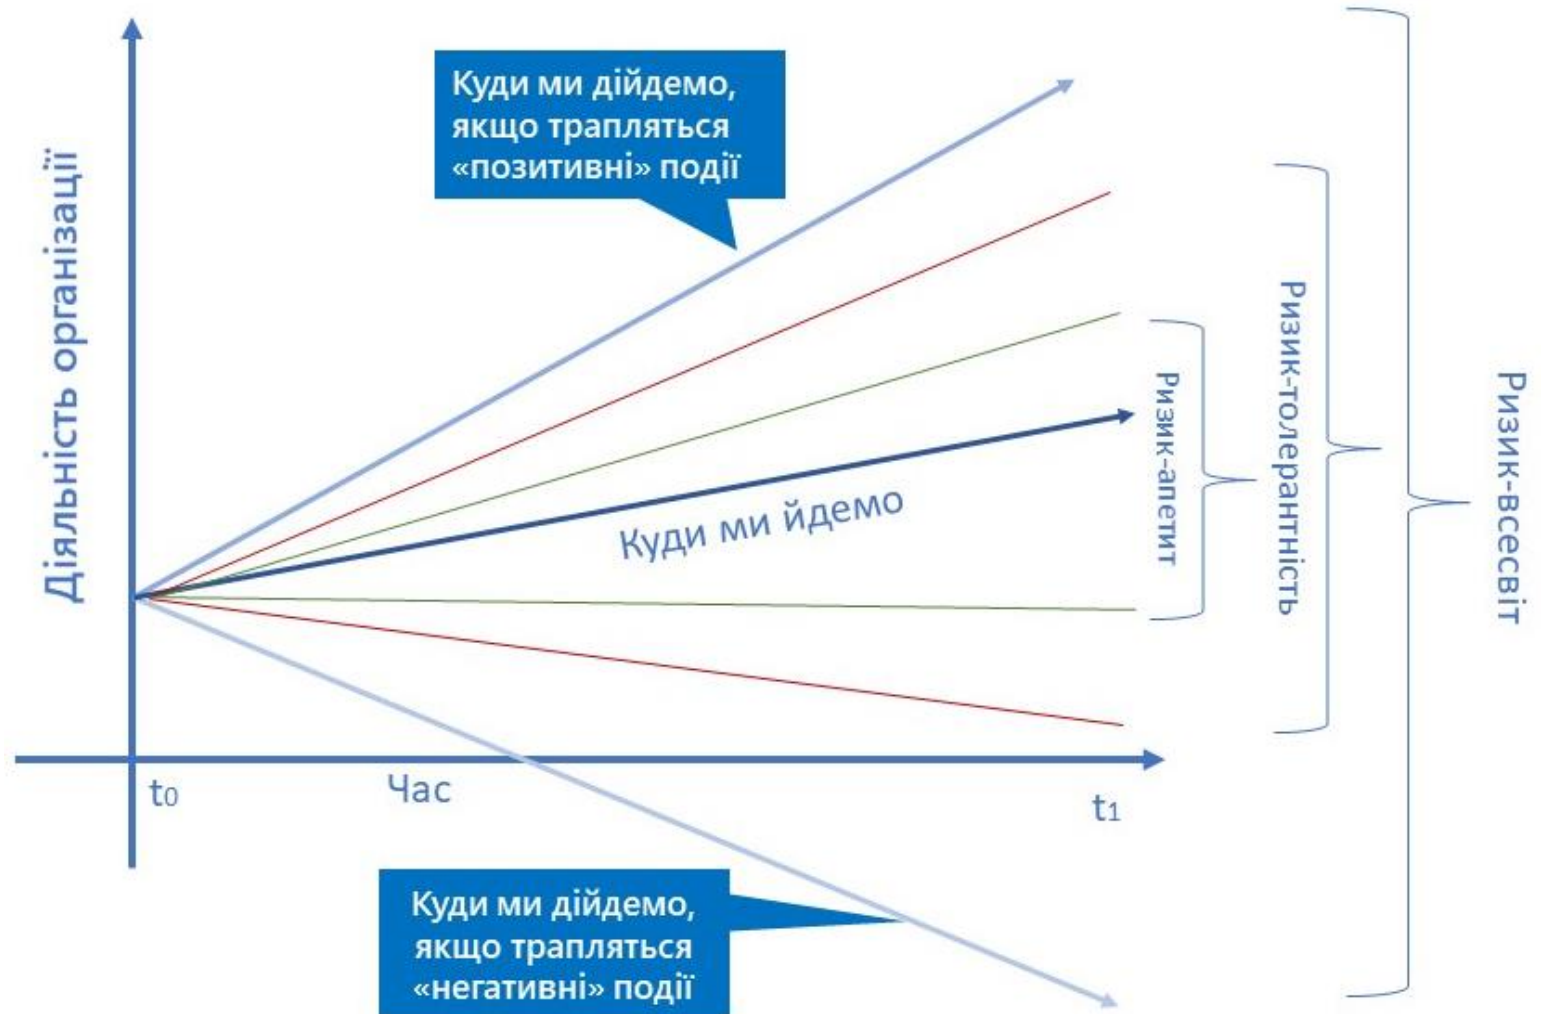 Діяльність організації
Куди ми дійдемо,
якщо трапляться
«позитивні» події
Куди ми йдемо
Ризик-апетит
Ризик-толерантність
Ризик-всесвіт
t0
Час
t1
Куди ми дійдемо,
якщо трапляться
«негативні» події